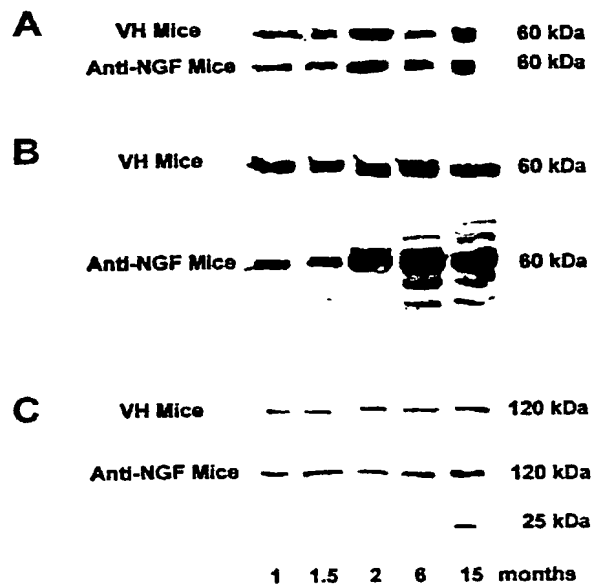 A
VH Mice 60 kDa
Anti-NGF Mice 60 kDa
B
VH Mice 60 kDa
Anti-NGF Mice 60 kDa
C
VH Mice 120 kDa
Anti-NGF Mice 120 kDa
25 kDa
1 1.5 2 6 15 months